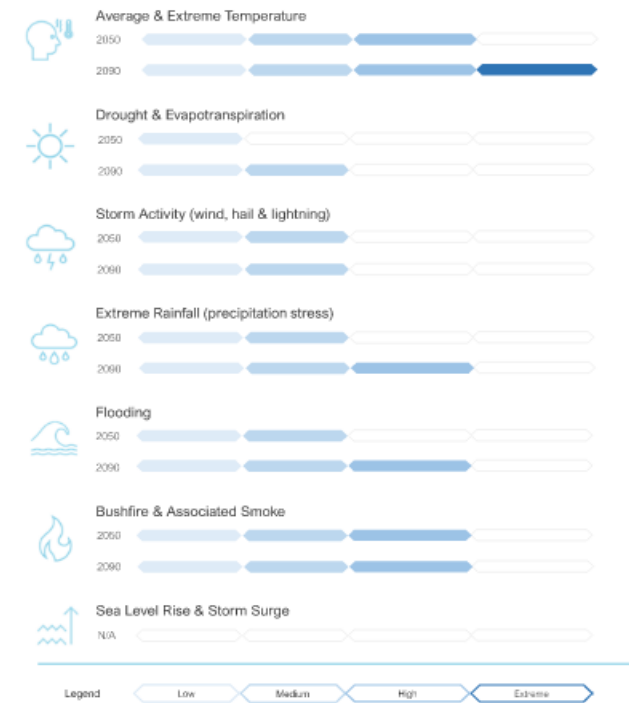 Average & Extreme Temperature
2050
2090
Drought & Evapotranspiration
2050
2090
Storm Activity (wind, hail & lightning)
2050
2090
Extreme Rainfall (precipitation stress)
2050
2090
Flooding
2050
2090
Bushfire & Associated Smoke
2050
2090
Sea Level Rise & Storm Surge
N/A
Legend Low Medium High Extreme